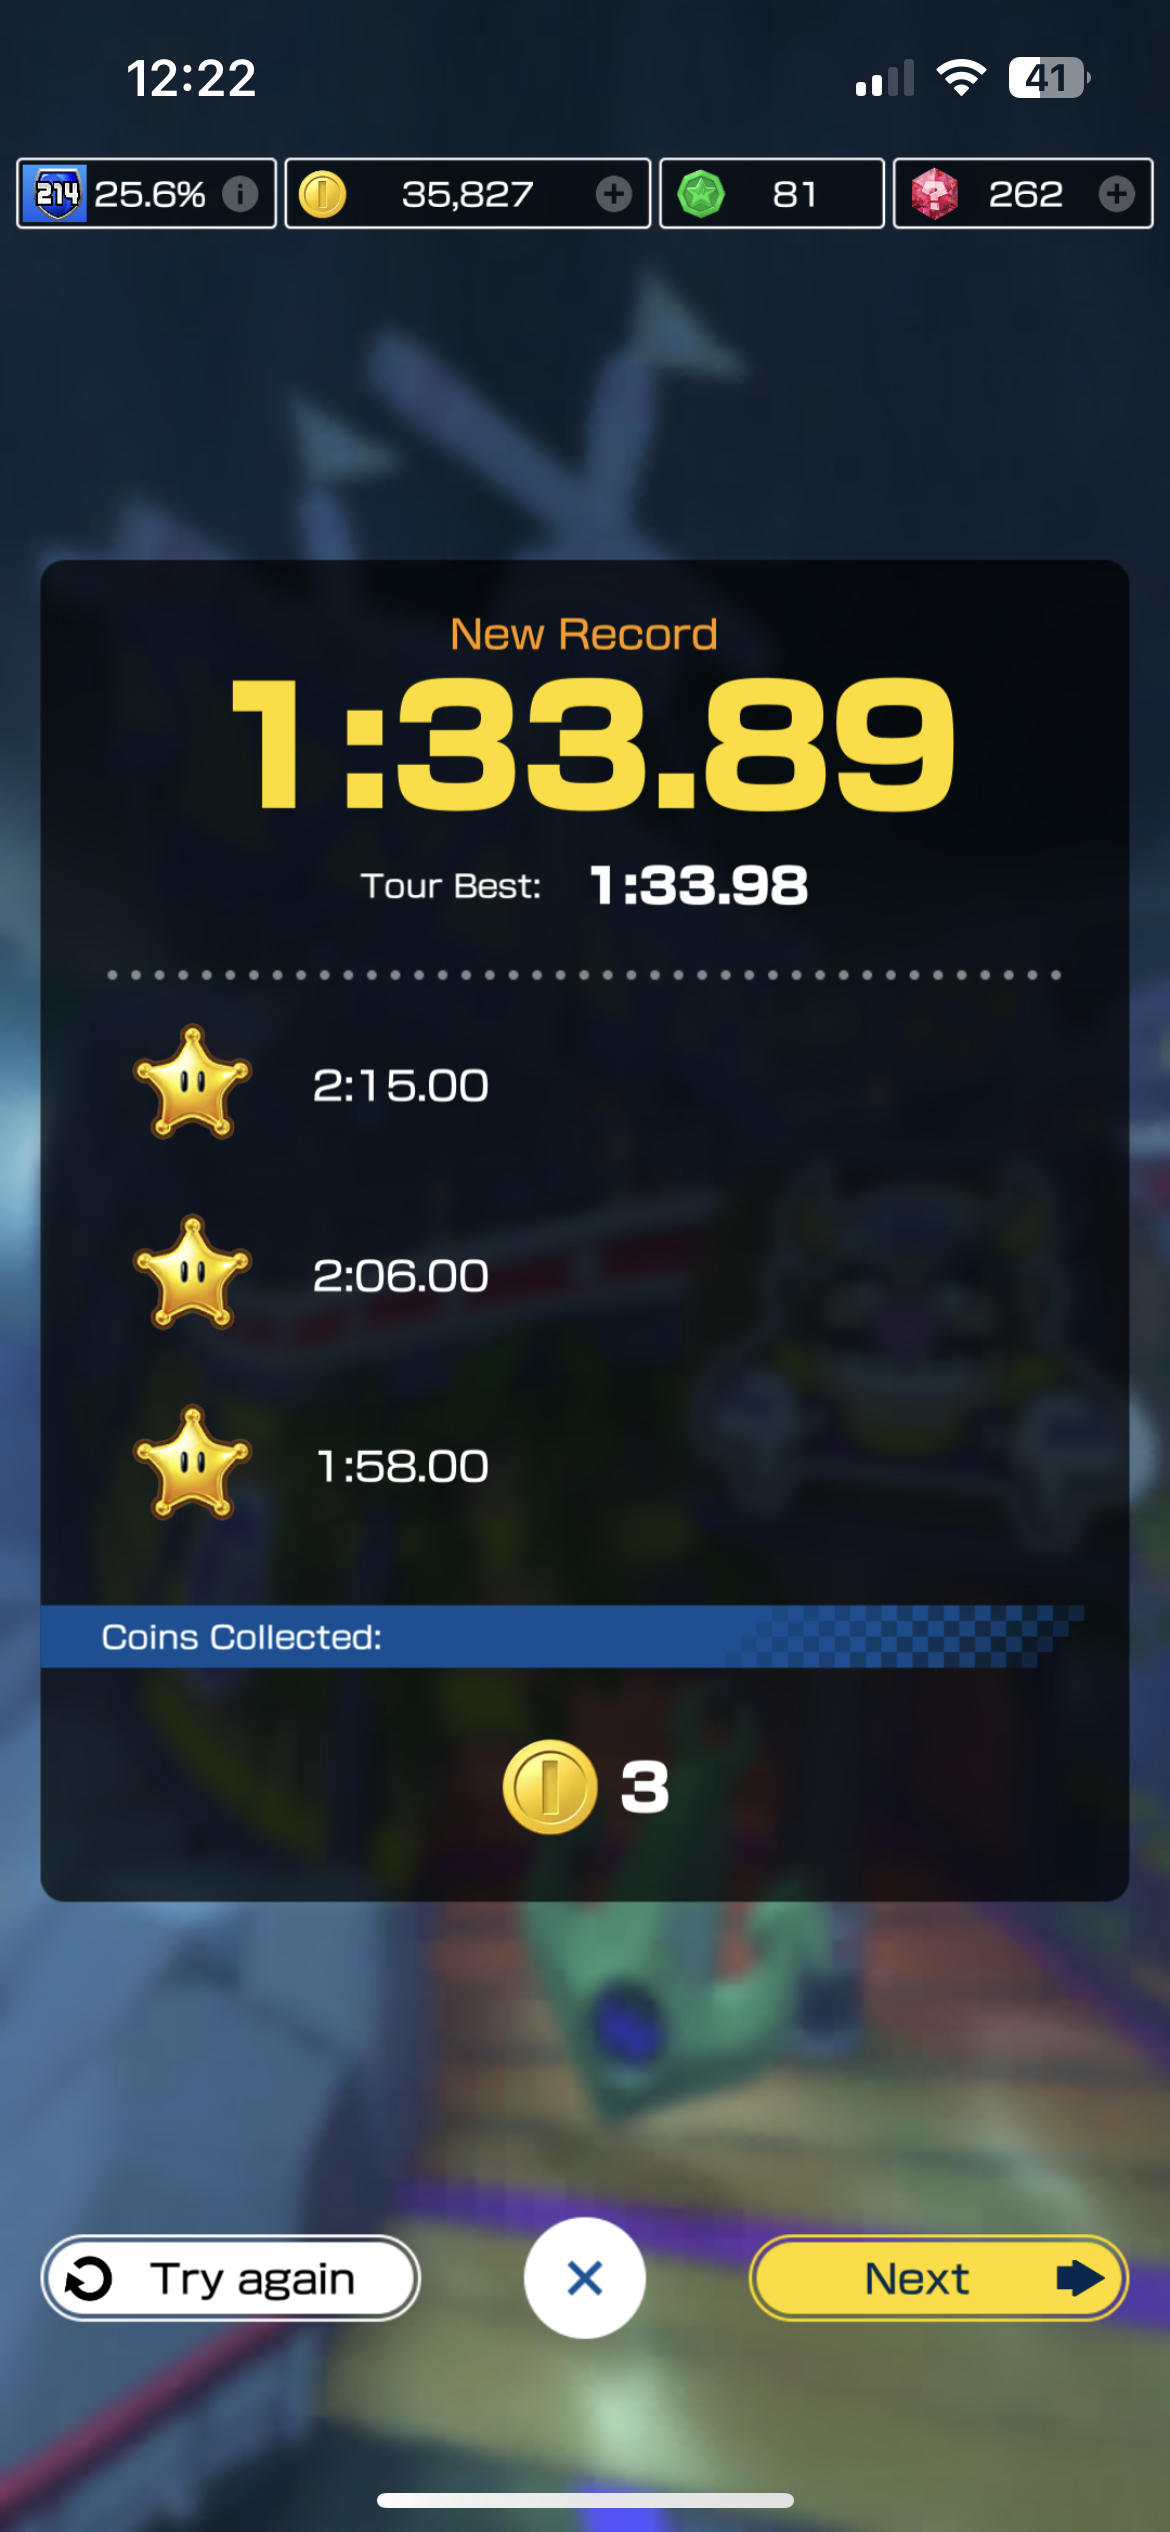 12:22
41
214 25.6% 35,827 81 262
New Record
1:33.89
Tour Best: 1:33.98
2:15.00
2:06.00
1:58.00
Coins Collected:
3
Try again
Next